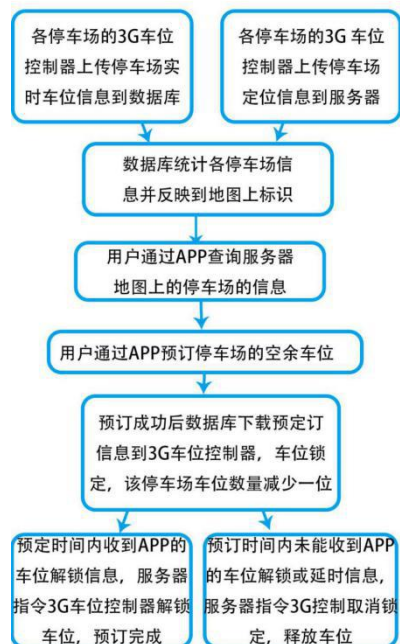 各停车场的3G车位
控制器上传停车场实
时车位信息到数据库
各停车场的3G 车位
控制器上传停车场
定位信息到服务器
数据库统计各停车场信
息并反映到地图上标识
用户通过APP查询服务器
地图上的停车场的信息
用户通过APP预订停车场的空余车位
预订成功后数据库下载预定订
信息到3G车位控制器，车位锁
定，该停车场车位数量减少一位
预定时间内收到APP的
车位解锁信息，服务器
指令3G车位控制器解锁
车位，预订完成
预订时间内未能收到APP
的车位解锁或延时信息，
服务器指令3G控制取消锁
定，释放车位